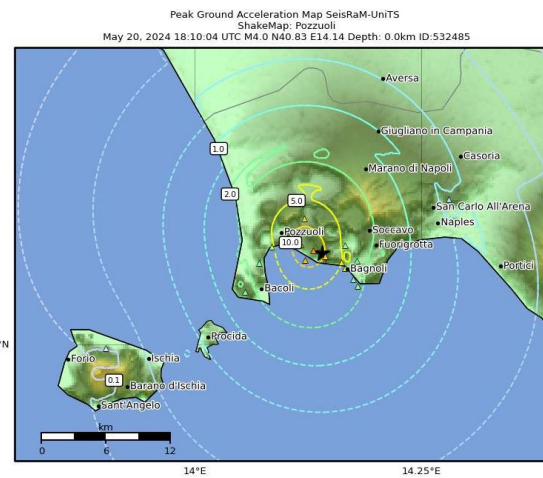 Peak Ground Acceleration Map SeisRaM-UniTS
ShakeMap: Pozzuoli
May 20, 2024 18:10:04 UTC M4.0 N40.83 E14.14 Depth: 0.0km ID:532485
Aversa
Giugliano in Campania
1.0
Casoria
Marano di Napoli
2.0
5.0
San Carlo All'Arena
Naples
Pozzuoli
Soccavo
10.0
Fuorigrotta
Bagnoli
Portici
Bacoli
Procida
°N
Forio
Ischia
0.1
Barano d'Ischia
Sant'Angelo
km
0
6
12
14°E
14.25°E